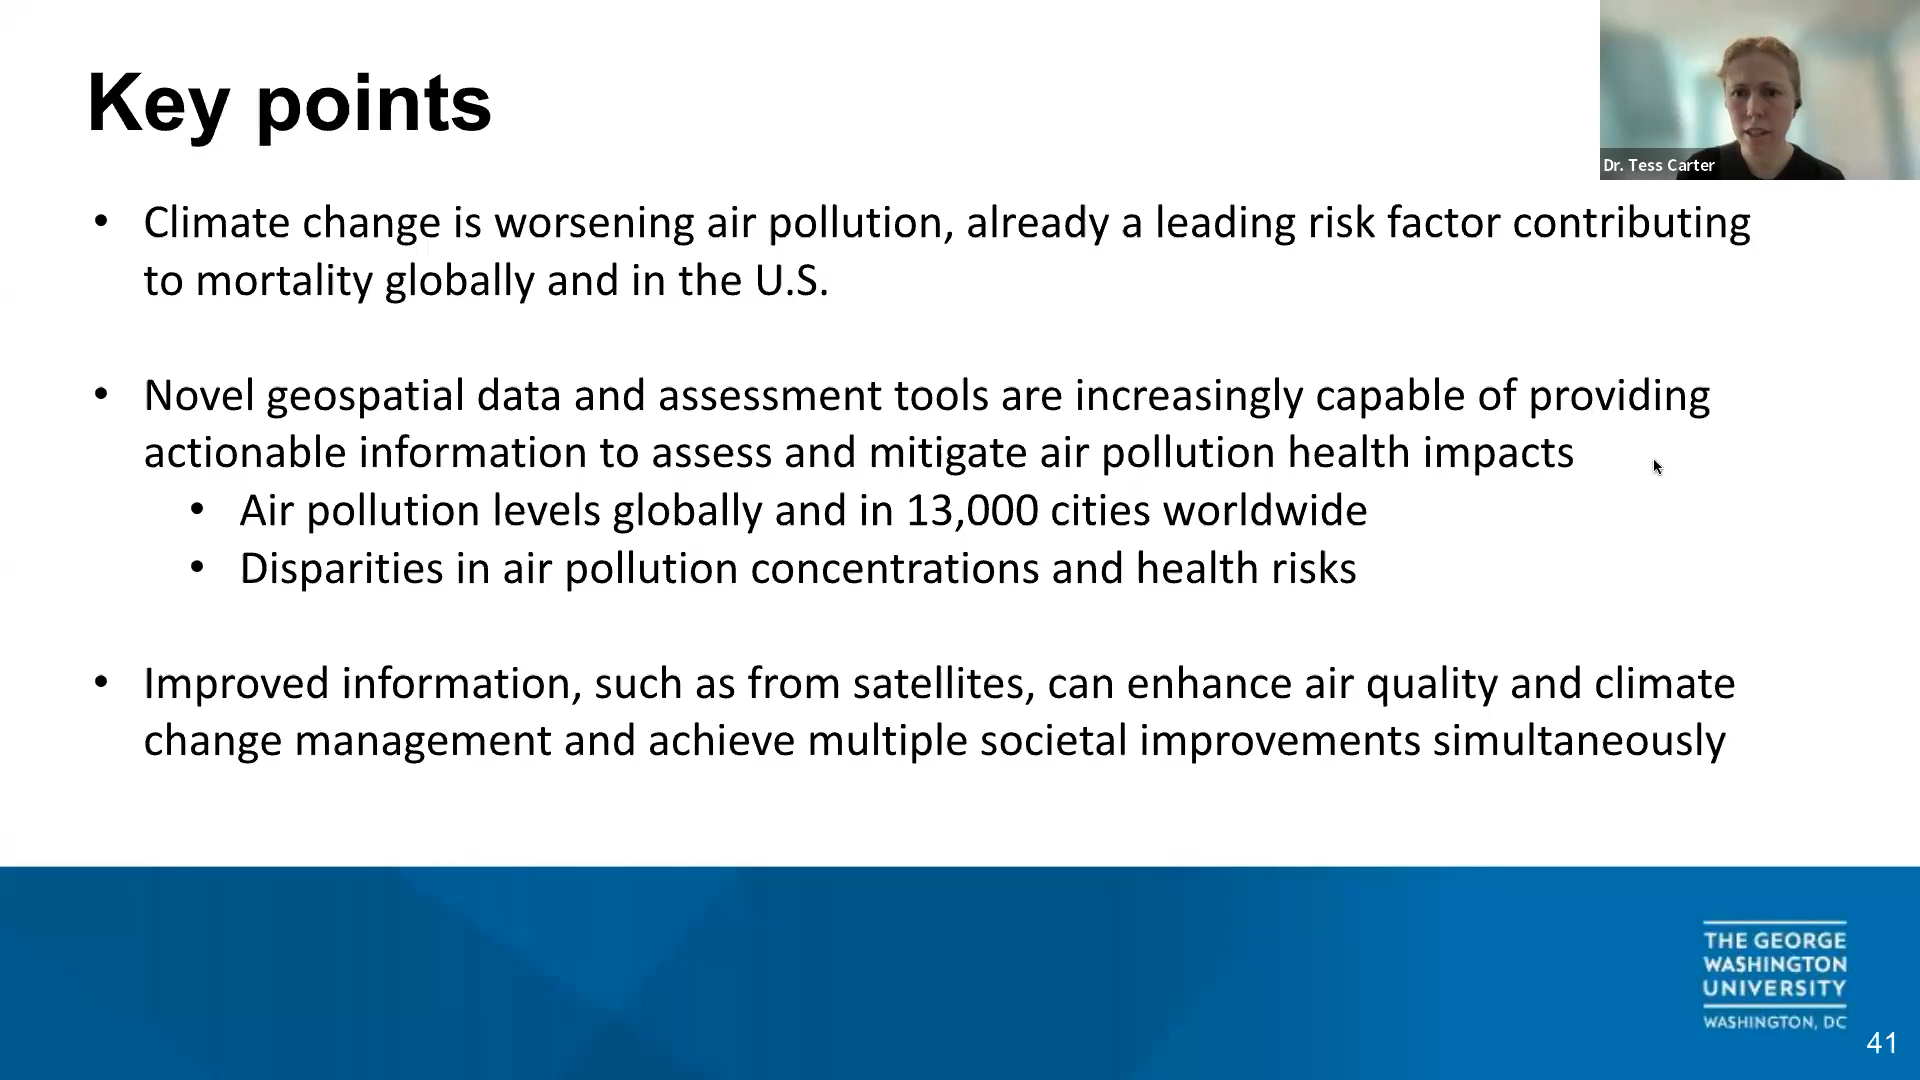 Key points
Dr. Tess Carter
• Climate change is worsening air pollution, already a leading risk factor contributing
to mortality globally and in the U.S.
• Novel geospatial data and assessment tools are increasingly capable of providing
actionable information to assess and mitigate air pollution health impacts
• Air pollution levels globally and in 13,000 cities worldwide
• Disparities in air pollution concentrations and health risks
• Improved information, such as from satellites, can enhance air quality and climate
change management and achieve multiple societal improvements simultaneously
THE GEORGE
WASHINGTON
UNIVERSITY
WASHINGTON, DC
41